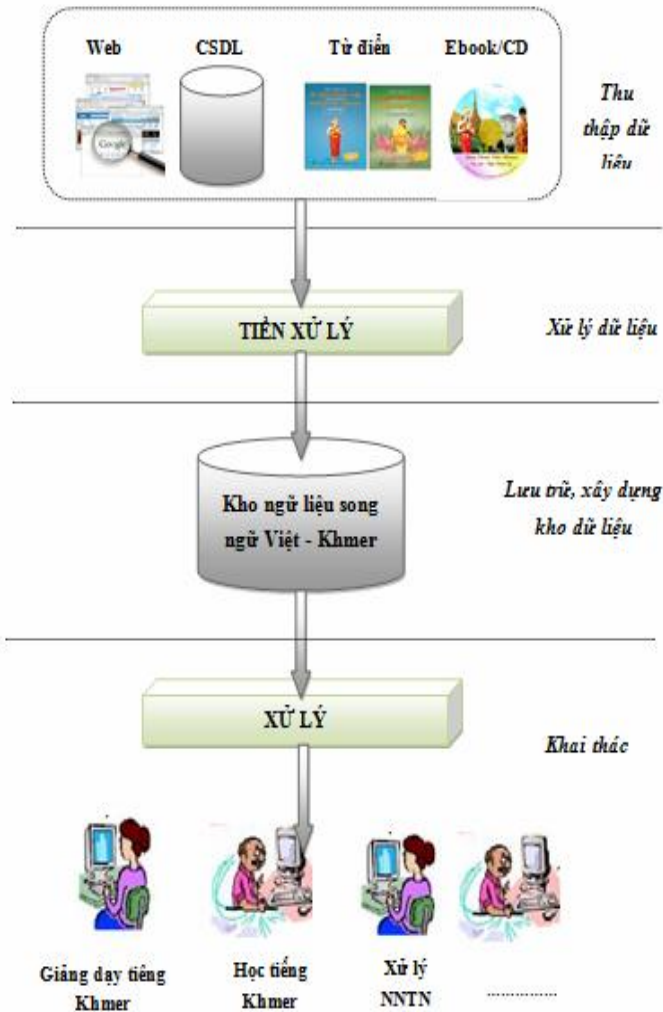 Web CSDL Từ điển Ebook/CD
Google
Thu
thập dữ
liệu
TIỀN XỬ LÝ
Xử lý dữ liệu
Kho ngữ liệu song
ngữ Việt - Khmer
Lưu trữ, xây dựng
kho dữ liệu
XỬ LÝ
Khai thác
Giảng dạy tiếng
Khmer
Học tiếng
Khmer
Xử lý
NNTN
................